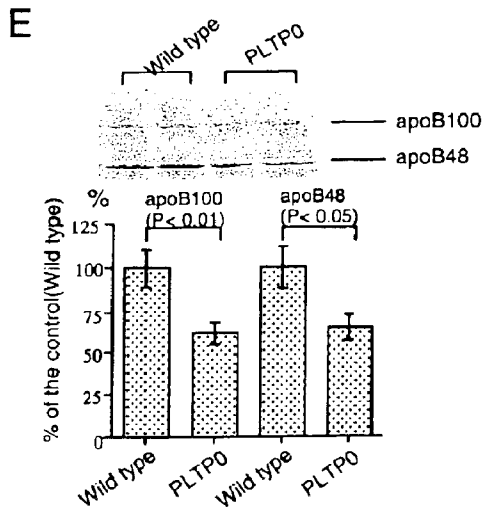 E
Wild type PLTP0
apoB100
apoB48
%
apoB100 apoB48
(P< 0.01) (P< 0.05)
% of the control(Wild type)
125
100
75
50
25
0
Wild type PLTP0 Wild type PLTP0